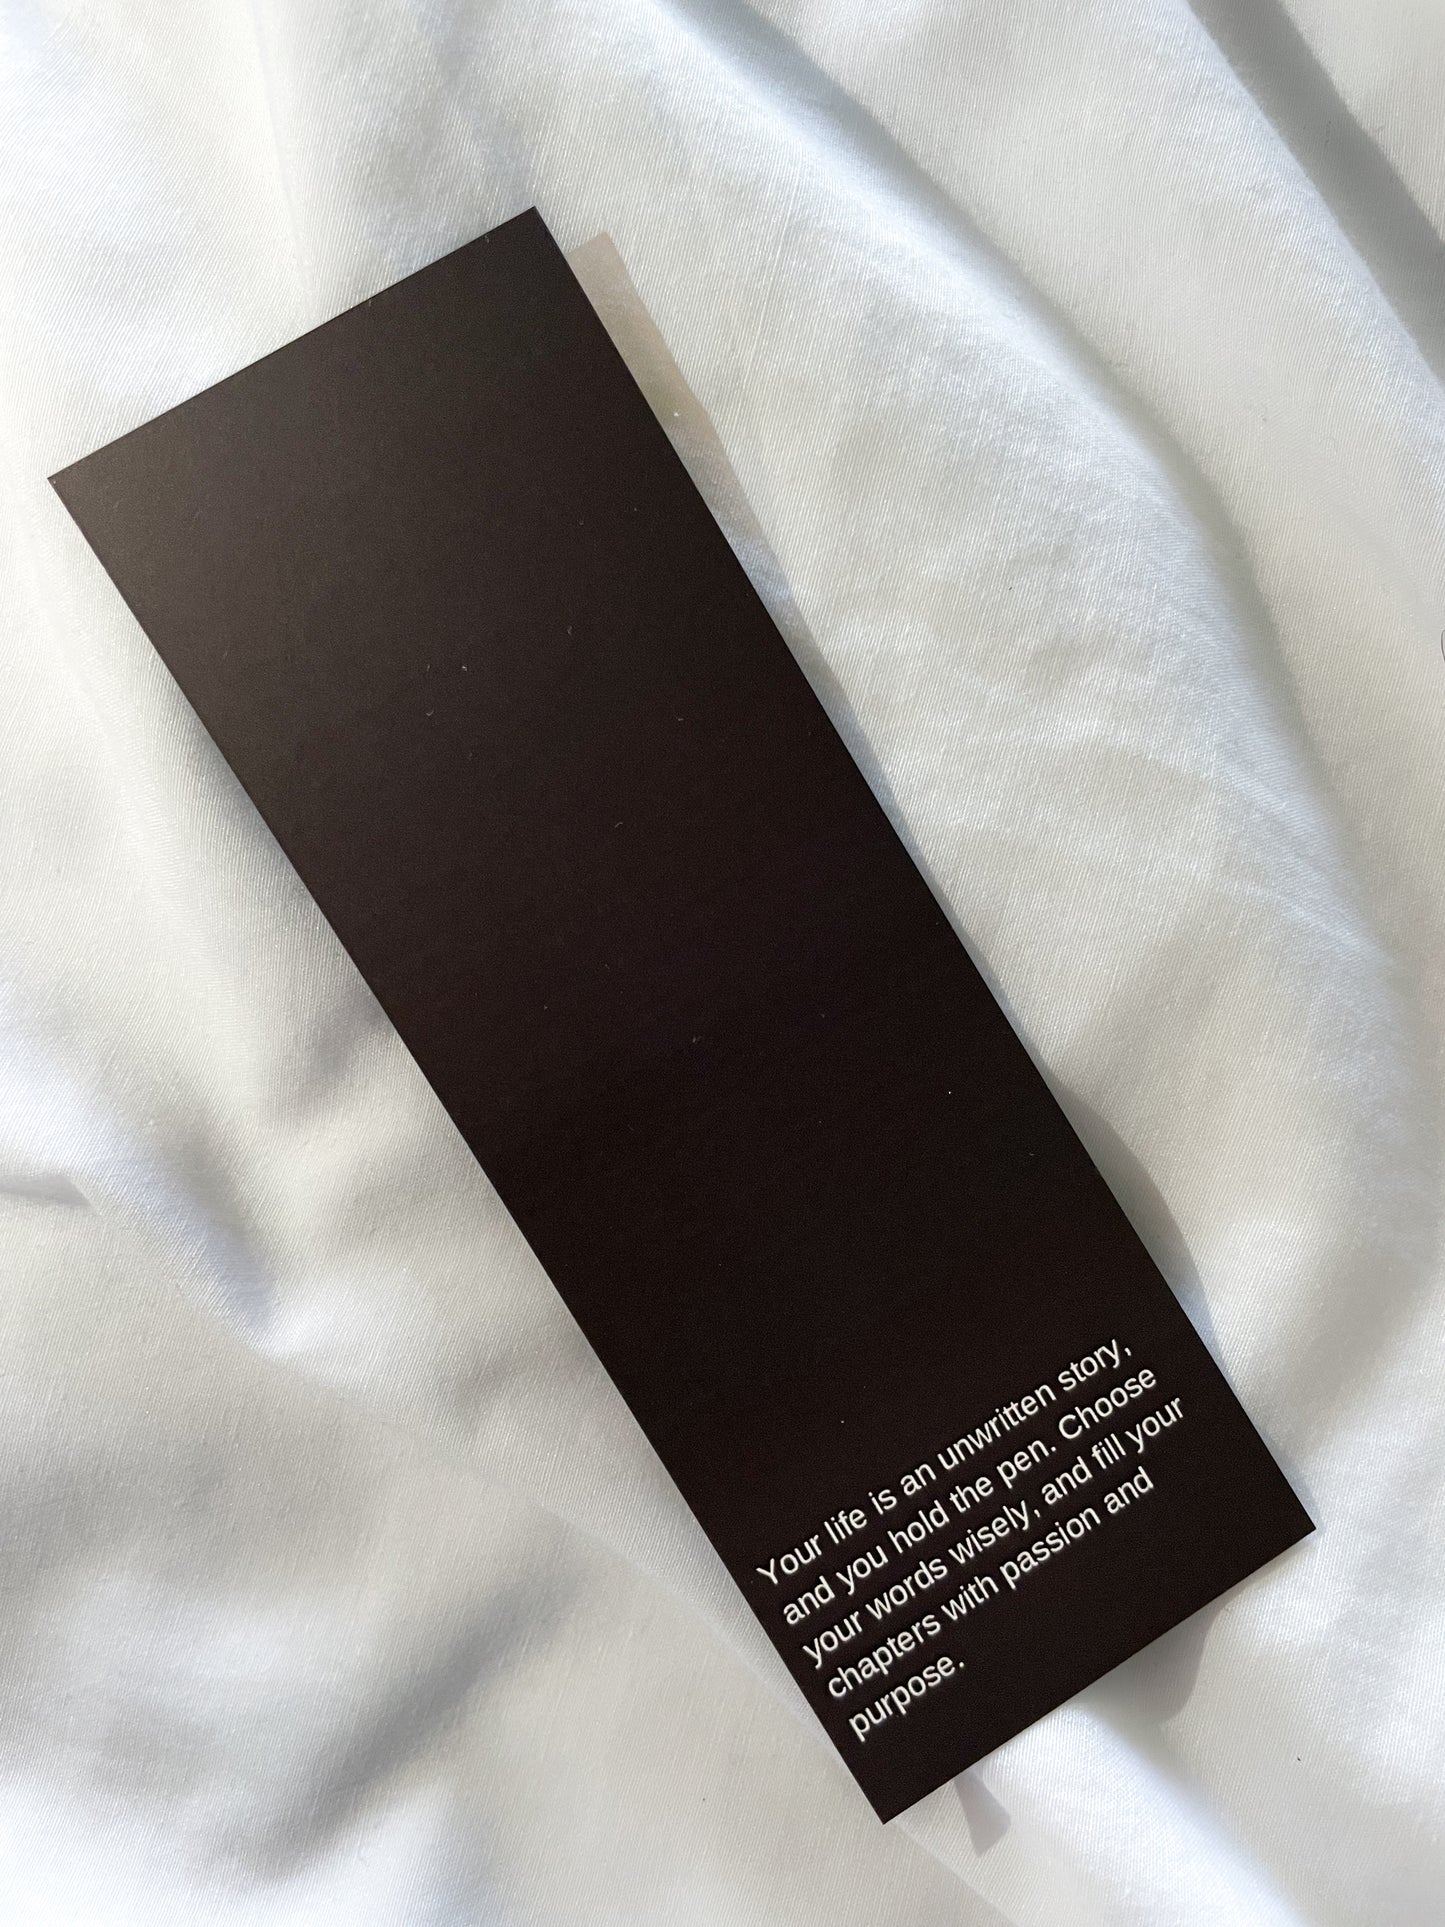 Your life is an unwritten story,
and you hold the pen. Choose
your words wisely, and fill your
chapters with passion and
purpose.